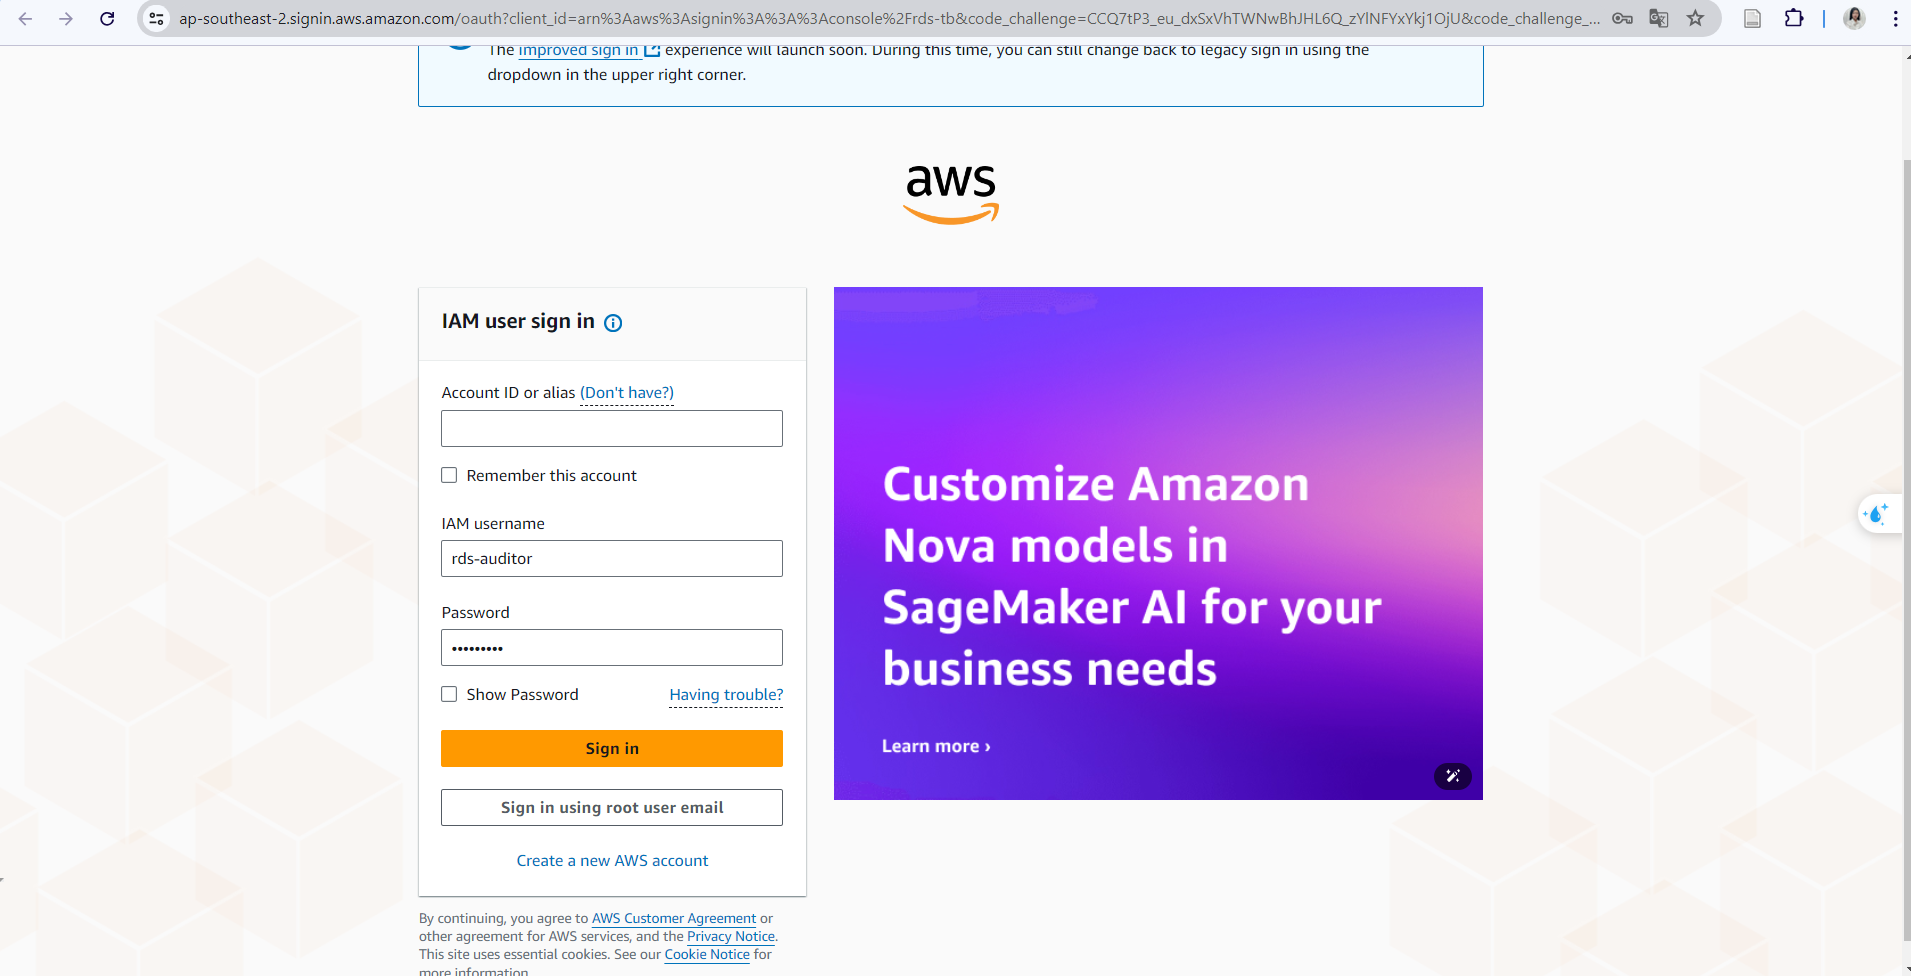 ap-southeast-2.signin.aws.amazon.com/oauth?client_id=arn%3Aaws%3Asignin%3A%3A%3Aconsole%2Frds-tb&code_challenge=CCQ7tP3_eu_dxSxVhTWNwBhJHL6Q_zYlNFYxYkj1OjU&code_challenge_...
The improved sign in experience will launch soon. During this time, you can still change back to legacy sign in using the
dropdown in the upper right corner.
aws
IAM user sign in
Account ID or alias (Don't have?)
Remember this account
IAM username
rds-auditor
Password
•••••••••
Show Password Having trouble?
Sign in
Sign in using root user email
Create a new AWS account
By continuing, you agree to AWS Customer Agreement or
other agreement for AWS services, and the Privacy Notice.
This site uses essential cookies. See our Cookie Notice for
more information.
Customize Amazon
Nova models in
SageMaker AI for your
business needs
Learn more ›